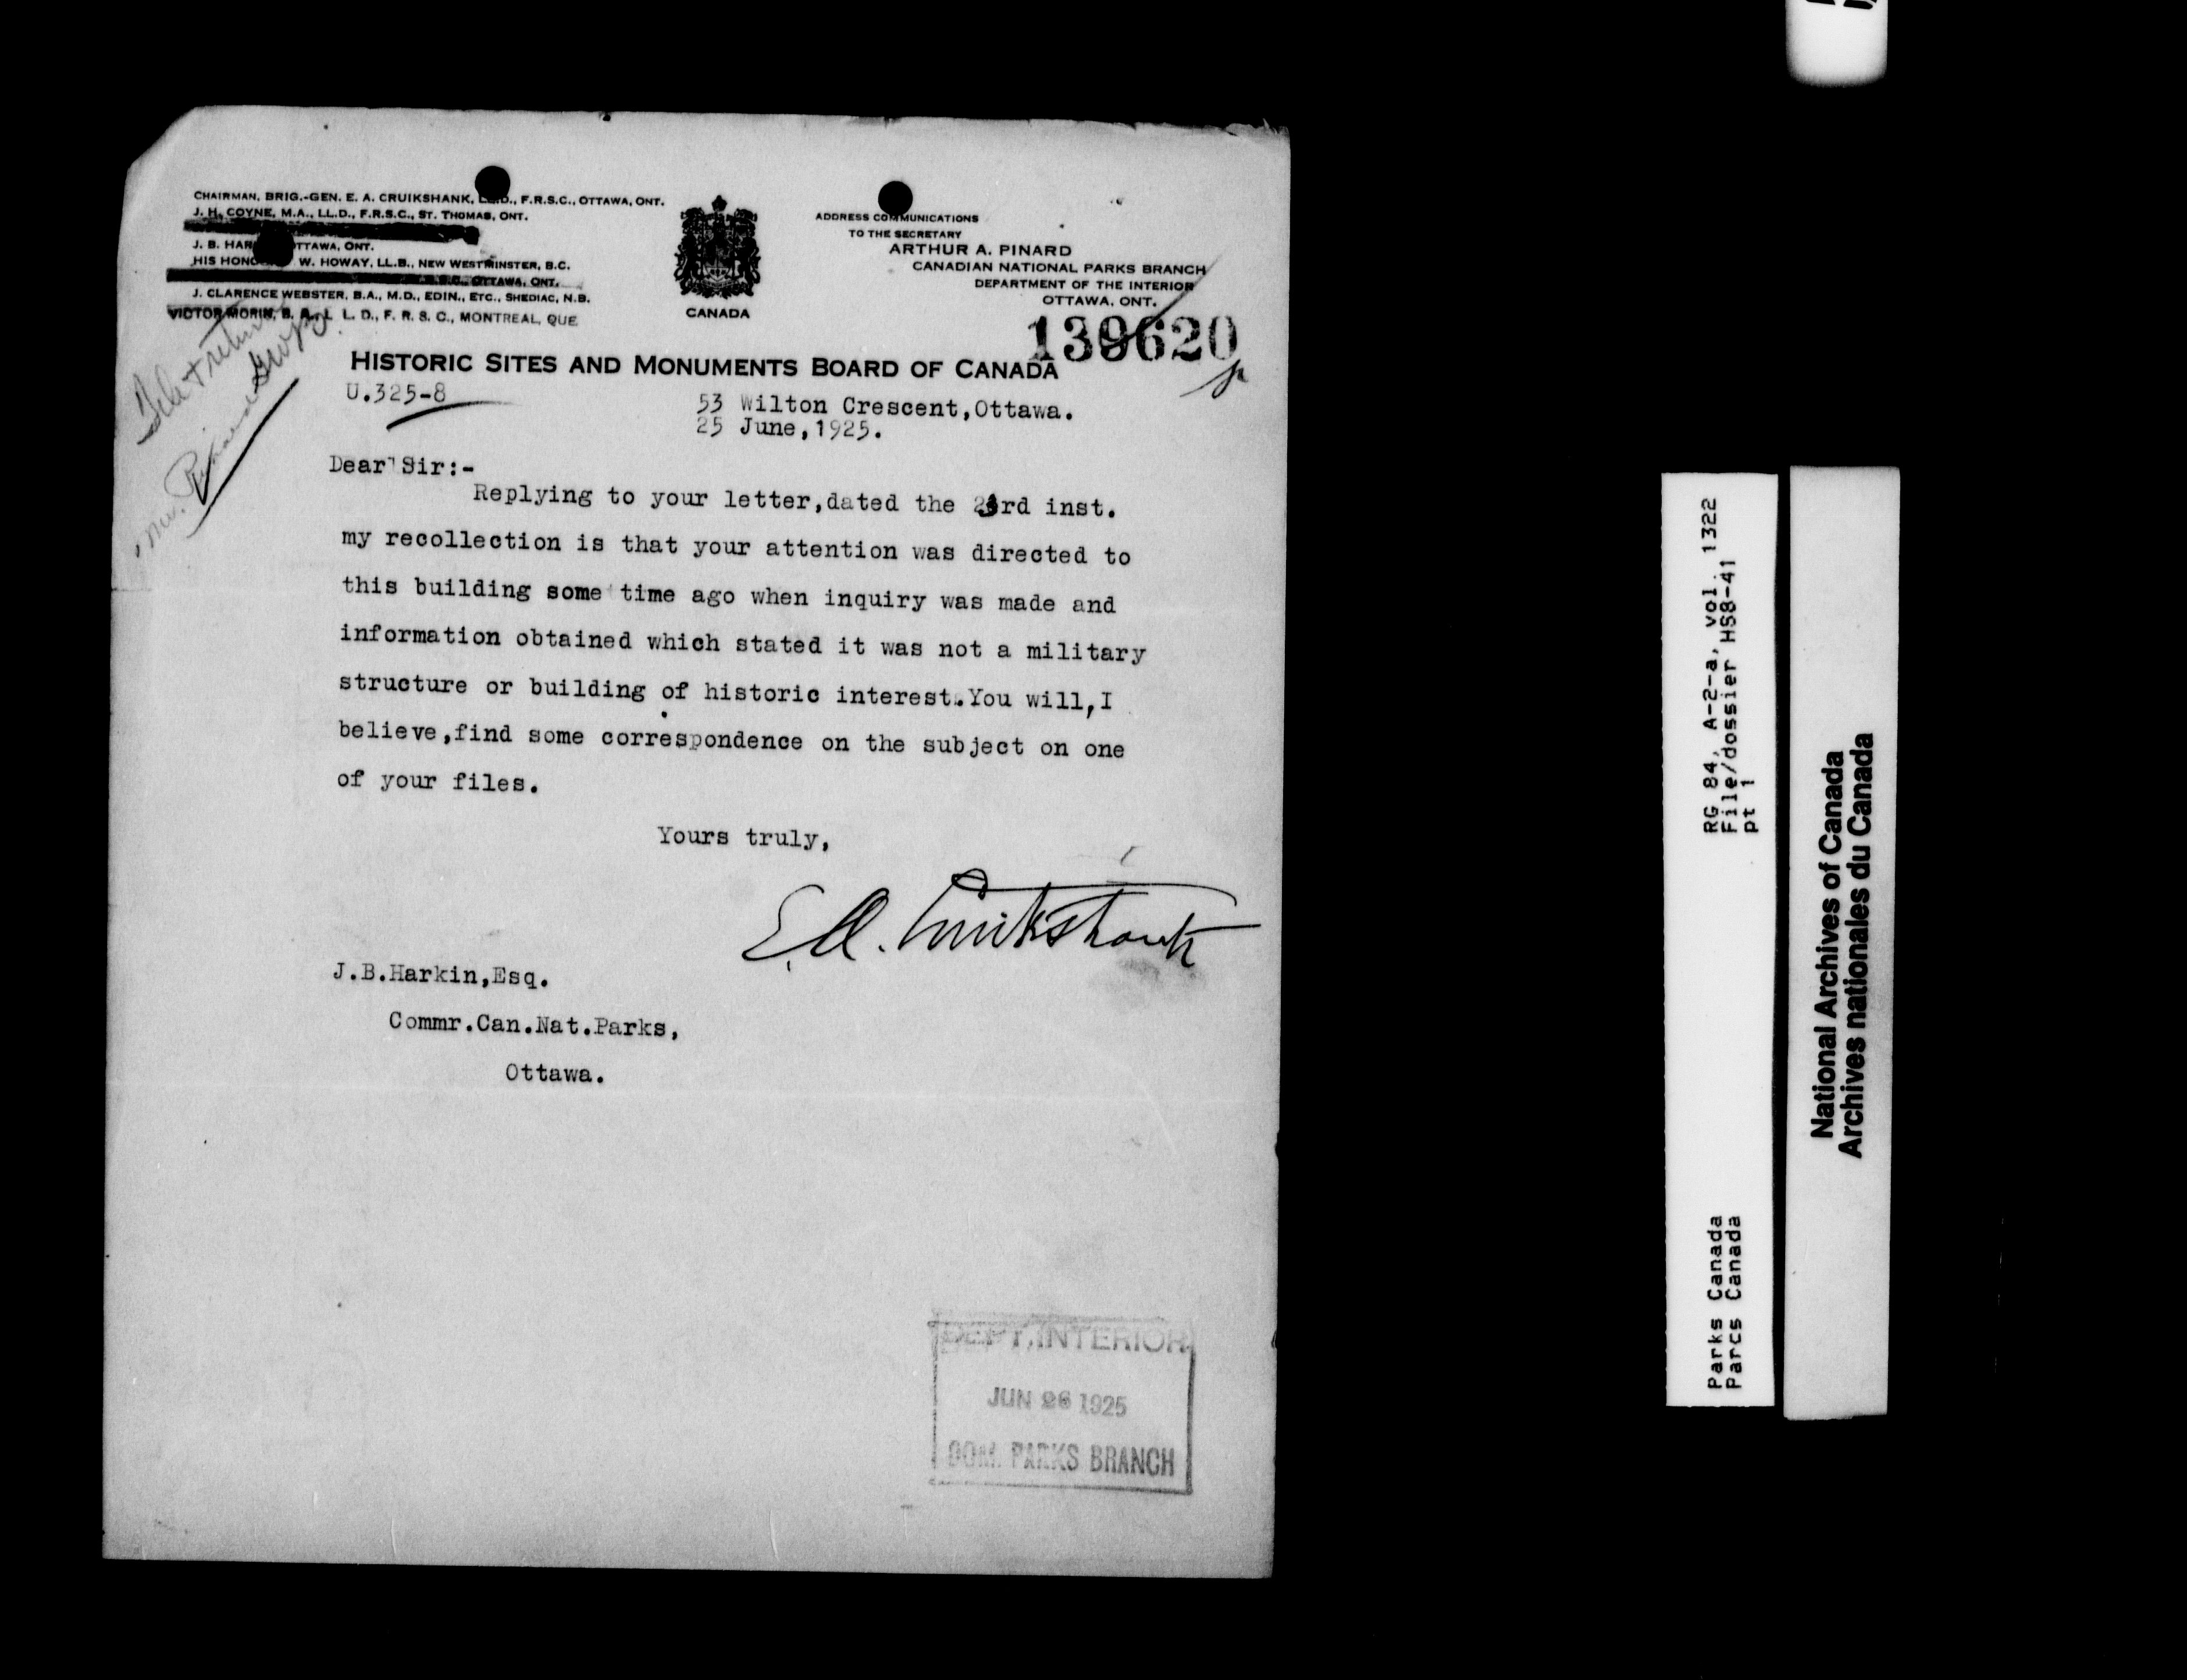 CHAIRMAN, BRIG.-GEN. E. A. CRUIKSHANK, LL.D., F.R.S.C., OTTAWA, ONT.
J. H. COYNE, M.A., LL.D., F.R.S.C., ST. THOMAS, ONT.
J. B. HAR OTTAWA, ONT.
HIS HONO W. HOWAY, LL.B., NEW WESTMINSTER, B.C.
OTTAWA, ONT.
J. CLARENCE WEBSTER, B.A., M.D., EDIN., ETC., SHEDIAC, N.B.
VICTOR MORIN, B. A., L L. D., F. R. S. C., MONTREAL, QUE
CANADA
ADDRESS COMMUNICATIONS
TO THE SECRETARY
ARTHUR A. PINARD
CANADIAN NATIONAL PARKS BRANCH
DEPARTMENT OF THE INTERIOR
OTTAWA, ONT.
139620
HISTORIC SITES AND MONUMENTS BOARD OF CANADA
U.325-8
53 Wilton Crescent,Ottawa.
25 June,1925.
Mr. Pinard
Dear Sir:-
Replying to your letter,dated the 23rd inst.
my recollection is that your attention was directed to
this building some time ago when inquiry was made and
information obtained which stated it was not a military
structure or building of historic interest.You will,I
believe,find some correspondence on the subject on one
of your files.
Yours truly,
E.A. Cruikshank
J.B.Harkin,Esq.
Commr.Can.Nat.Parks,
Ottawa.
DEPT. INTERIOR
JUN 26 1925
DOM. PARKS BRANCH
RG 84, A-2-a, vol. 1322
File/dossier HS8-41
pt 1
Parks Canada
Parcs Canada
National Archives of Canada
Archives nationales du Canada